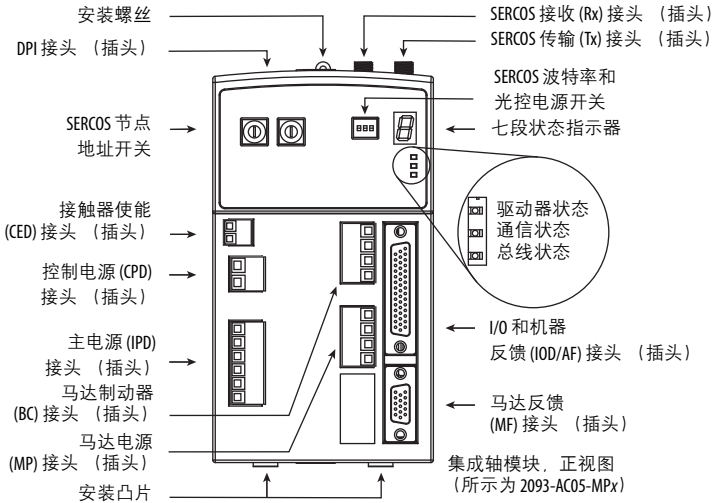 安装螺丝
DPI 接头 （插头）
SERCOS 节点
地址开关
接触器使能
(CED) 接头 （插头）
控制电源 (CPD)
接头 （插头）
主电源 (IPD)
接头 （插头）
马达制动器
(BC) 接头 （插头）
马达电源
(MP) 接头 （插头）
安装凸片
SERCOS 接收 (Rx) 接头 （插头）
SERCOS 传输 (Tx) 接头 （插头）
SERCOS 波特率和
光控电源开关
七段状态指示器
驱动器状态
通信状态
总线状态
I/O 和机器
反馈 (IOD/AF) 接头 （插头）
马达反馈
(MF) 接头 （插头）
集成轴模块，正视图
（所示为 2093-AC05-MPx）